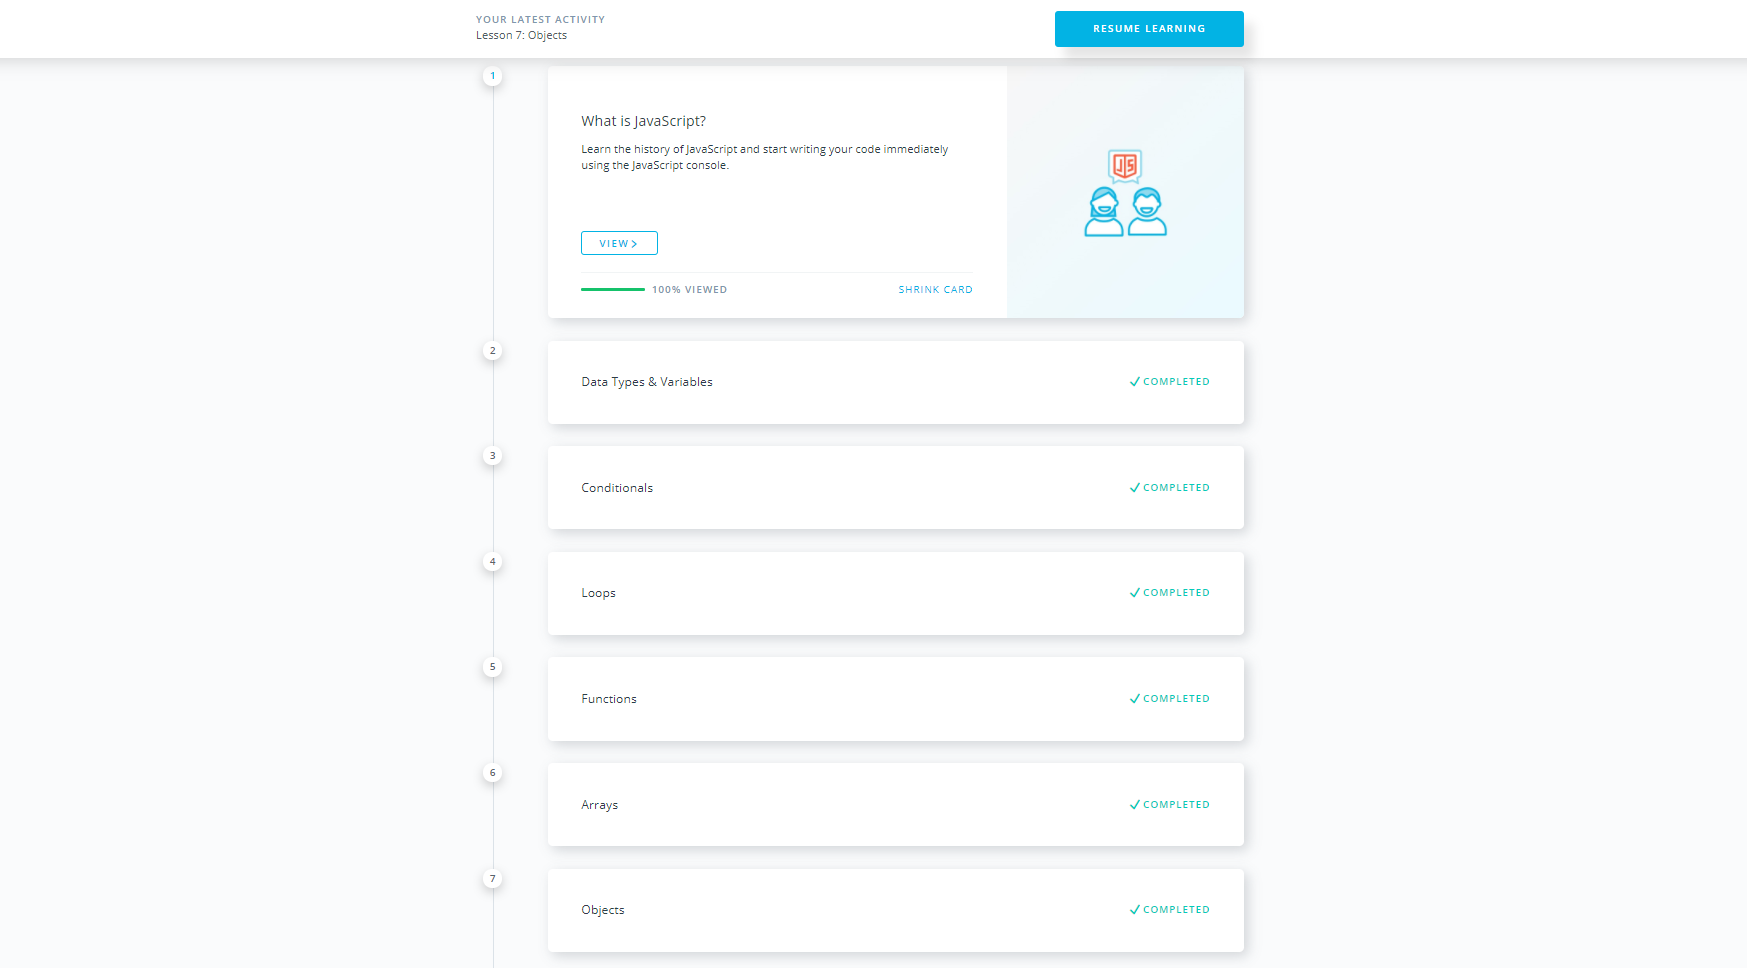 YOUR LATEST ACTIVITY
Lesson 7: Objects
RESUME LEARNING
1
What is JavaScript?
Learn the history of JavaScript and start writing your code immediately
using the JavaScript console.
JS
VIEW
100% VIEWED
SHRINK CARD
2
Data Types & Variables
COMPLETED
3
Conditionals
COMPLETED
4
Loops
COMPLETED
5
Functions
COMPLETED
6
Arrays
COMPLETED
7
Objects
COMPLETED